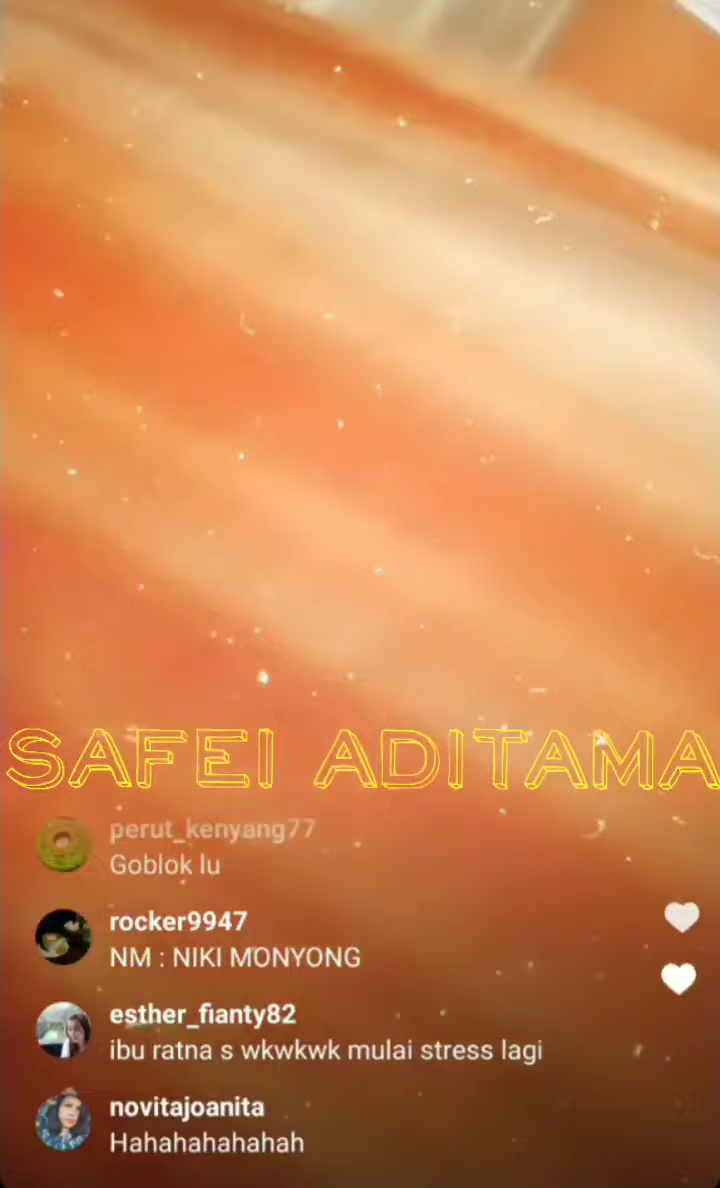 SAFEI ADITAMA
perut_kenyang77
Goblok lu
rocker9947
NM : NIKI MONYONG
esther_fianty82
ibu ratna s wkwkwk mulai stress lagi
novitajoanita
Hahahahahahah